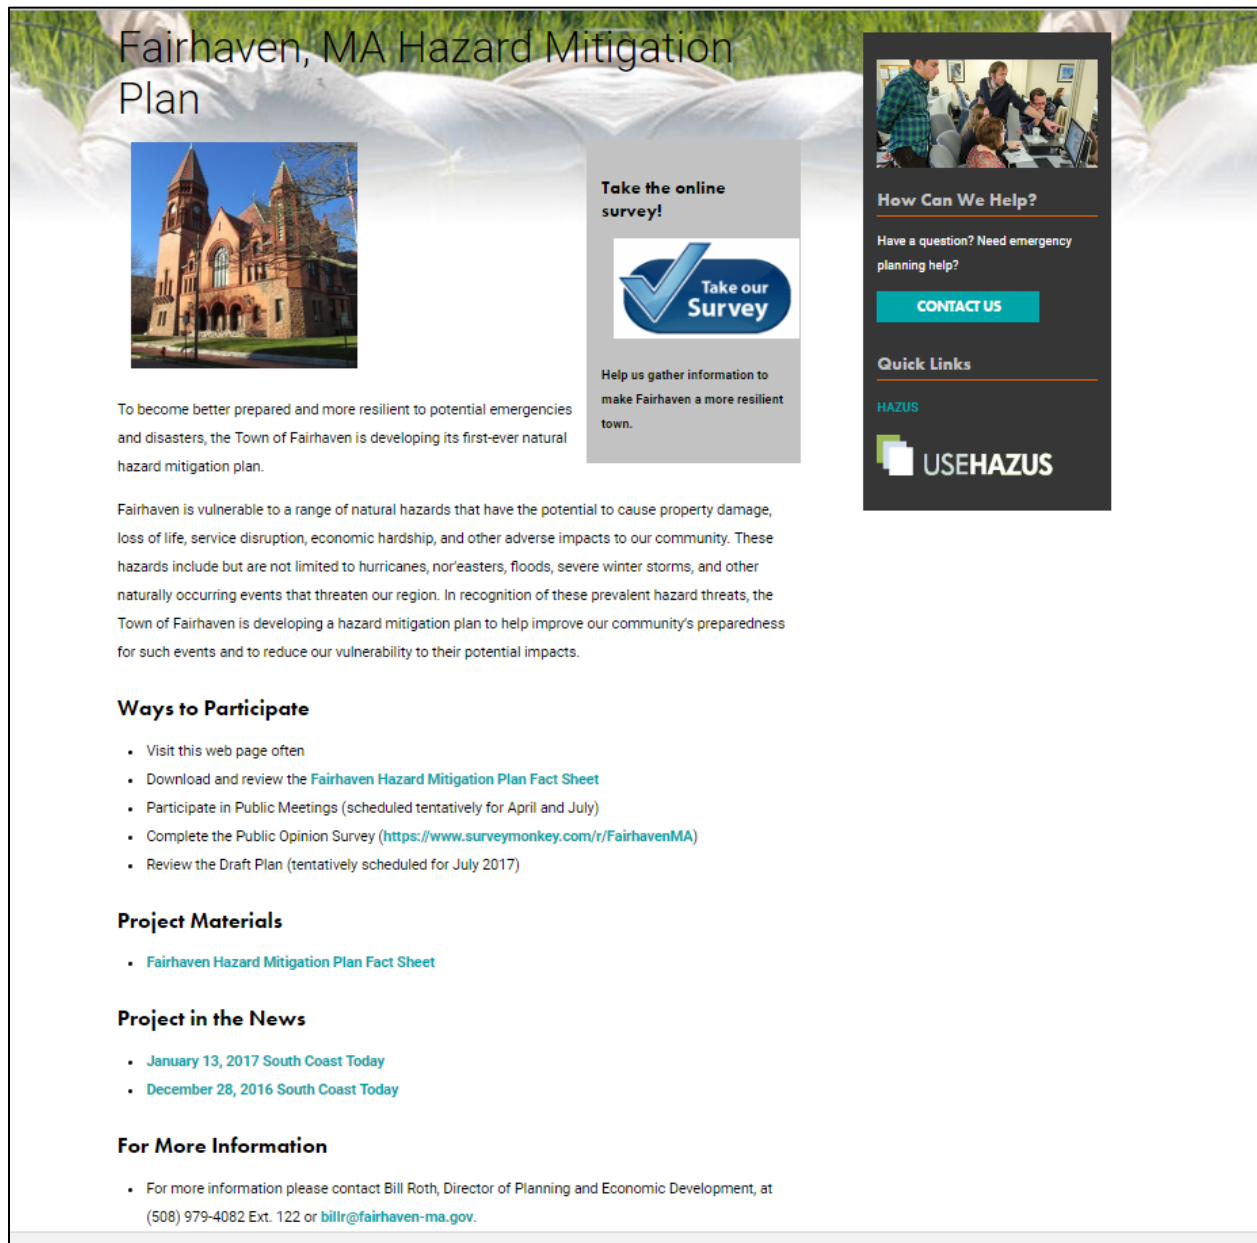 Fairhaven, MA Hazard Mitigation
Plan
Take the online
survey!
Take our
Survey
Help us gather information to
make Fairhaven a more resilient
town.
To become better prepared and more resilient to potential emergencies
and disasters, the Town of Fairhaven is developing its first-ever natural
hazard mitigation plan.
Fairhaven is vulnerable to a range of natural hazards that have the potential to cause property damage,
loss of life, service disruption, economic hardship, and other adverse impacts to our community. These
hazards include but are not limited to hurricanes, nor'easters, floods, severe winter storms, and other
naturally occurring events that threaten our region. In recognition of these prevalent hazard threats, the
Town of Fairhaven is developing a hazard mitigation plan to help improve our community's preparedness
for such events and to reduce our vulnerability to their potential impacts.
Ways to Participate
• Visit this web page often
• Download and review the Fairhaven Hazard Mitigation Plan Fact Sheet
• Participate in Public Meetings (scheduled tentatively for April and July)
• Complete the Public Opinion Survey (https://www.surveymonkey.com/r/FairhavenMA)
• Review the Draft Plan (tentatively scheduled for July 2017)
Project Materials
• Fairhaven Hazard Mitigation Plan Fact Sheet
Project in the News
• January 13, 2017 South Coast Today
• December 28, 2016 South Coast Today
For More Information
• For more information please contact Bill Roth, Director of Planning and Economic Development, at
(508) 979-4082 Ext. 122 or billr@fairhaven-ma.gov.
How Can We Help?
Have a question? Need emergency
planning help?
CONTACT US
Quick Links
HAZUS
USEHAZUS